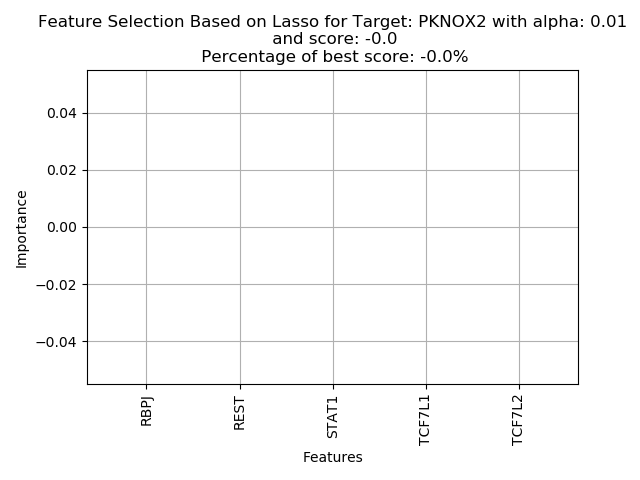 Feature Selection Based on Lasso for Target: PKNOX2 with alpha: 0.01
and score: -0.0
Percentage of best score: -0.0%
0.04
0.02
0.00
−0.02
−0.04
Importance
RBPJ
REST
STAT1
TCF7L1
TCF7L2
Features